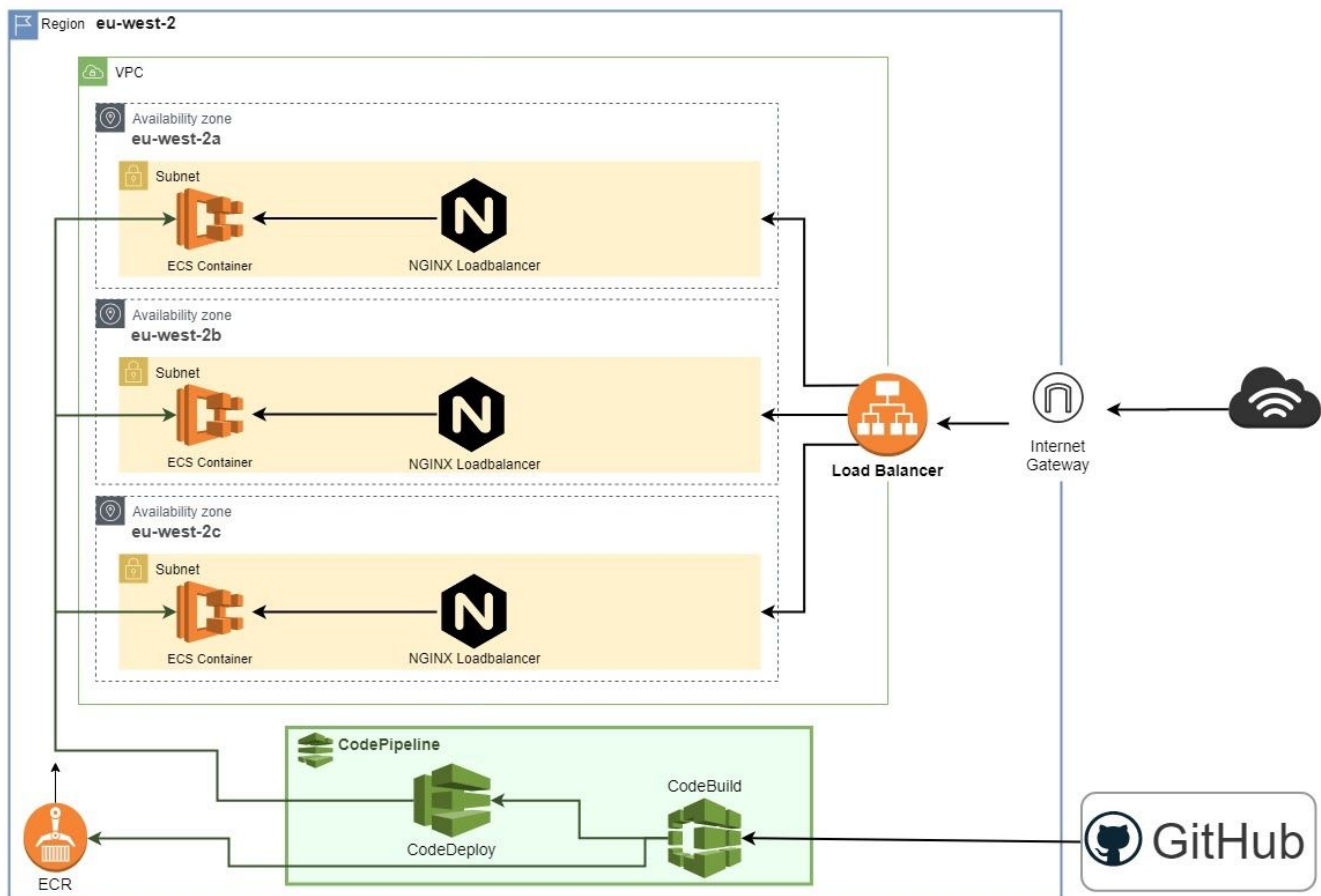 Region eu-west-2
VPC
Availability zone
eu-west-2a
Subnet
ECS Container
NGINX Loadbalancer
Availability zone
eu-west-2b
Subnet
ECS Container
NGINX Loadbalancer
Availability zone
eu-west-2c
Subnet
ECS Container
NGINX Loadbalancer
Load Balancer
Internet
Gateway
CodePipeline
CodeBuild
CodeDeploy
ECR
GitHub